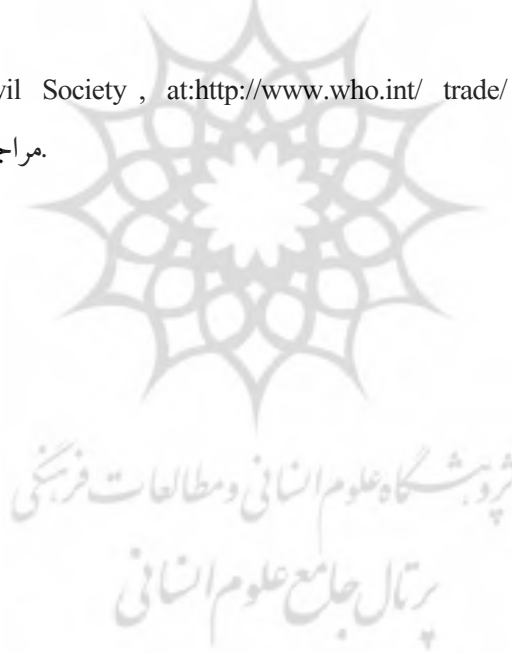 vil Society , at:http://www.who.int/ trade/
مراج.
پژوهشگاه علوم انسانی و مطالعات فرهنگی
پرتال جامع علوم انسانی